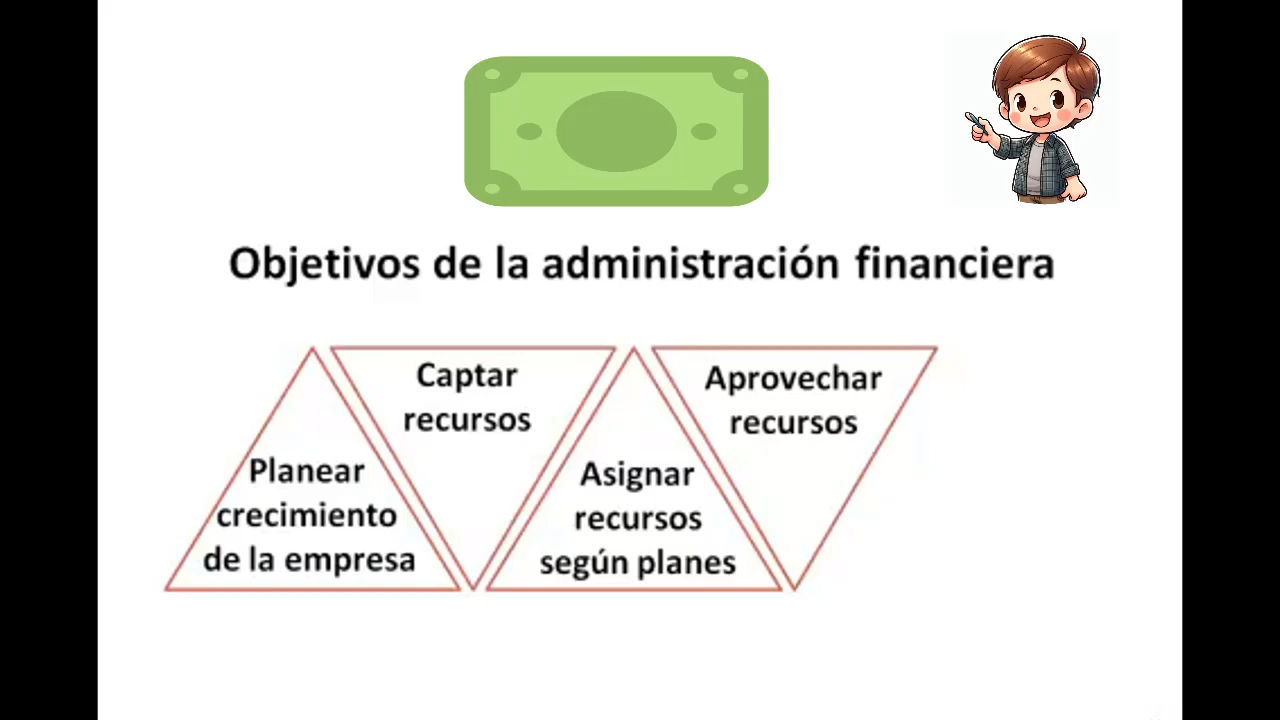 Objetivos de la administración financiera
Planear
crecimiento
de la empresa
Captar
recursos
Asignar
recursos
según planes
Aprovechar
recursos